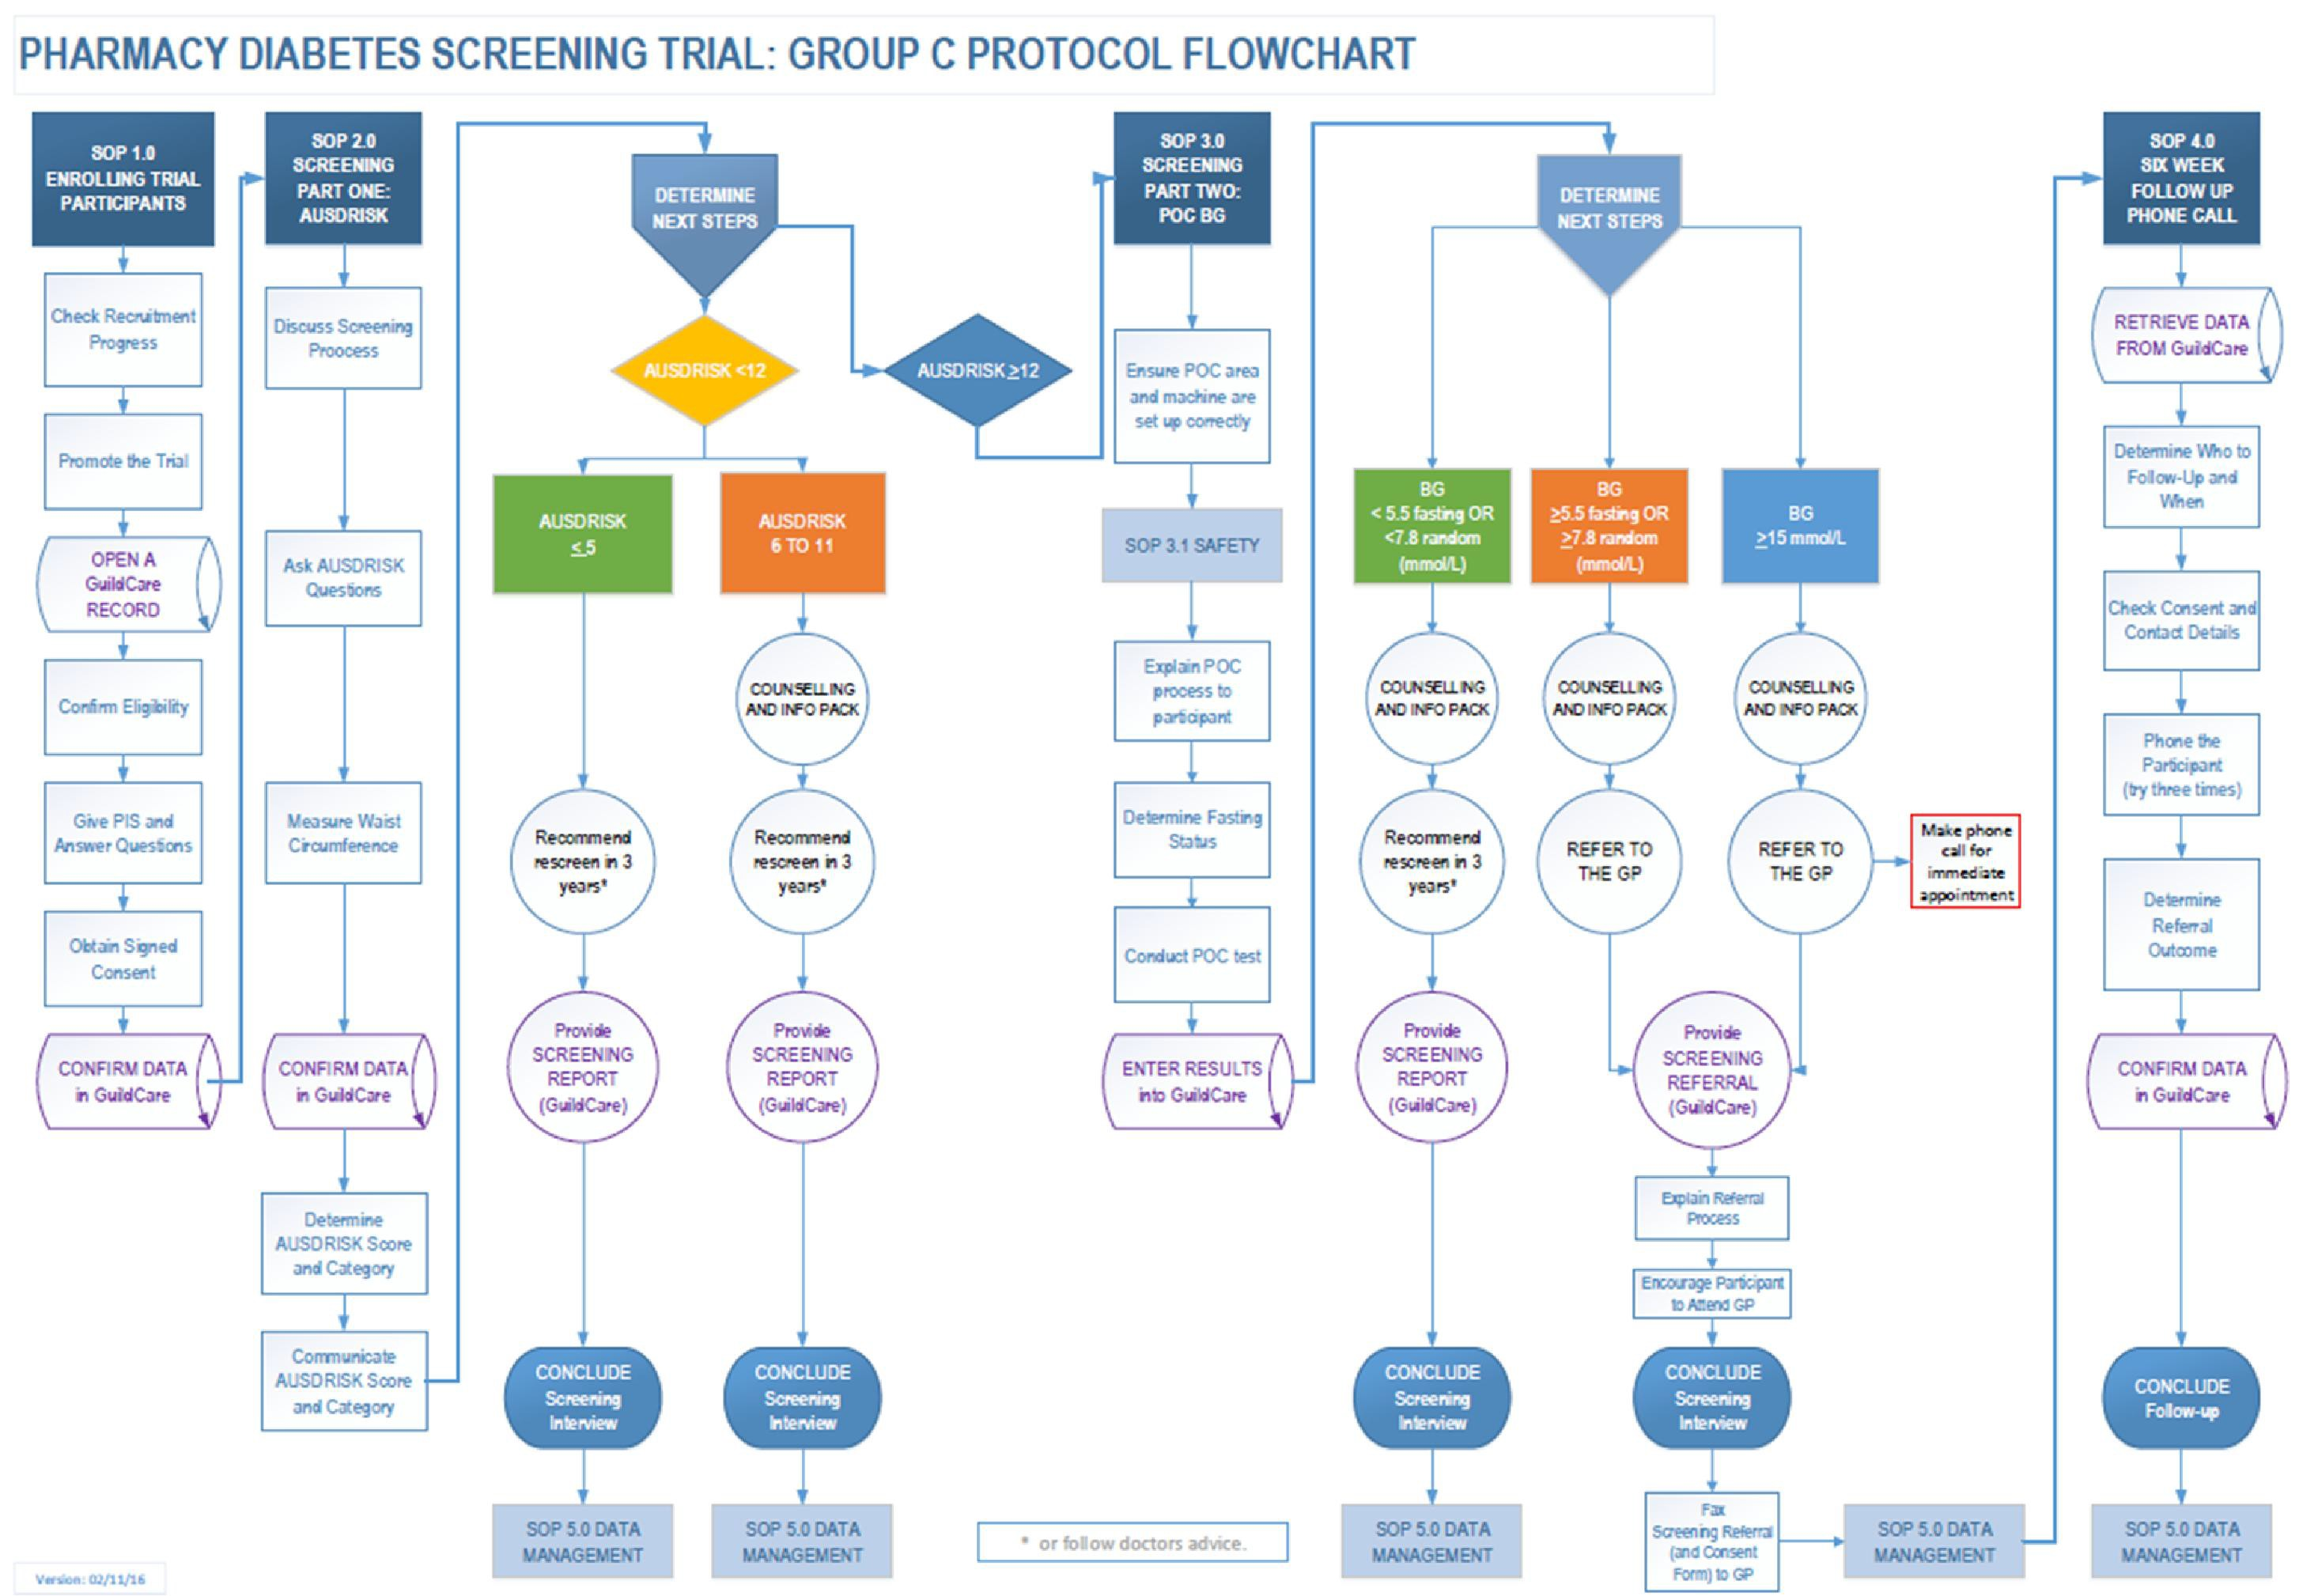 PHARMACY DIABETES SCREENING TRIAL: GROUP C PROTOCOL FLOWCHART
SOP 1.0
ENROLLING TRIAL
PARTICIPANTS
Check Recruitment
Progress
Promote the Trial
OPEN A
GuildCare
RECORD
Confirm Eligibility
Give PIS and
Answer Questions
Obtain Signed
Consent
CONFIRM DATA
in GuildCare
SOP 2.0
SCREENING
PART ONE:
AUSDRISK
Discuss Screening
Proocess
Ask AUSDRISK
Questions
Measure Waist
Circumference
CONFIRM DATA
in GuildCare
Determine
AUSDRISK Score
and Category
Communicate
AUSDRISK Score
and Category
DETERMINE
NEXT STEPS
AUSDRISK <12
AUSDRISK ≥12
AUSDRISK
≤ 5
Recommend
rescreen in 3
years*
Provide
SCREENING
REPORT
(GuildCare)
CONCLUDE
Screening
Interview
SOP 5.0 DATA
MANAGEMENT
AUSDRISK
6 TO 11
COUNSELLING
AND INFO PACK
Recommend
rescreen in 3
years*
Provide
SCREENING
REPORT
(GuildCare)
CONCLUDE
Screening
Interview
SOP 5.0 DATA
MANAGEMENT
SOP 3.0
SCREENING
PART TWO:
POC BG
Ensure POC area
and machine are
set up correctly
SOP 3.1 SAFETY
Explain POC
process to
participant
Determine Fasting
Status
Conduct POC test
ENTER RESULTS
into GuildCare
DETERMINE
NEXT STEPS
BG
< 5.5 fasting OR
<7.8 random
(mmol/L)
COUNSELLING
AND INFO PACK
Recommend
rescreen in 3
years*
Provide
SCREENING
REPORT
(GuildCare)
CONCLUDE
Screening
Interview
SOP 5.0 DATA
MANAGEMENT
BG
≥5.5 fasting OR
≥7.8 random
(mmol/L)
COUNSELLING
AND INFO PACK
REFER TO
THE GP
BG
≥15 mmol/L
COUNSELLING
AND INFO PACK
REFER TO
THE GP
Make phone
call for
immediate
appointment
Provide
SCREENING
REFERRAL
(GuildCare)
Explain Referral
Process
Encourage Participant
to Attend GP
CONCLUDE
Screening
Interview
Fax
Screening Referral
(and Consent
Form) to GP
SOP 5.0 DATA
MANAGEMENT
SOP 4.0
SIX WEEK
FOLLOW UP
PHONE CALL
RETRIEVE DATA
FROM GuildCare
Determine Who to
Follow-Up and
When
Check Consent and
Contact Details
Phone the
Participant
(try three times)
Determine
Referral
Outcome
CONFIRM DATA
in GuildCare
CONCLUDE
Follow-up
SOP 5.0 DATA
MANAGEMENT
* or follow doctors advice.
Version: 02/11/16